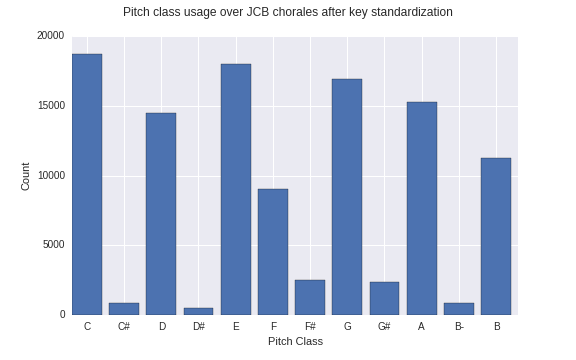 Pitch class usage over JCB chorales after key standardization
20000
15000
10000
5000
0
Count
C C# D D# E F F# G G# A B- B
Pitch Class